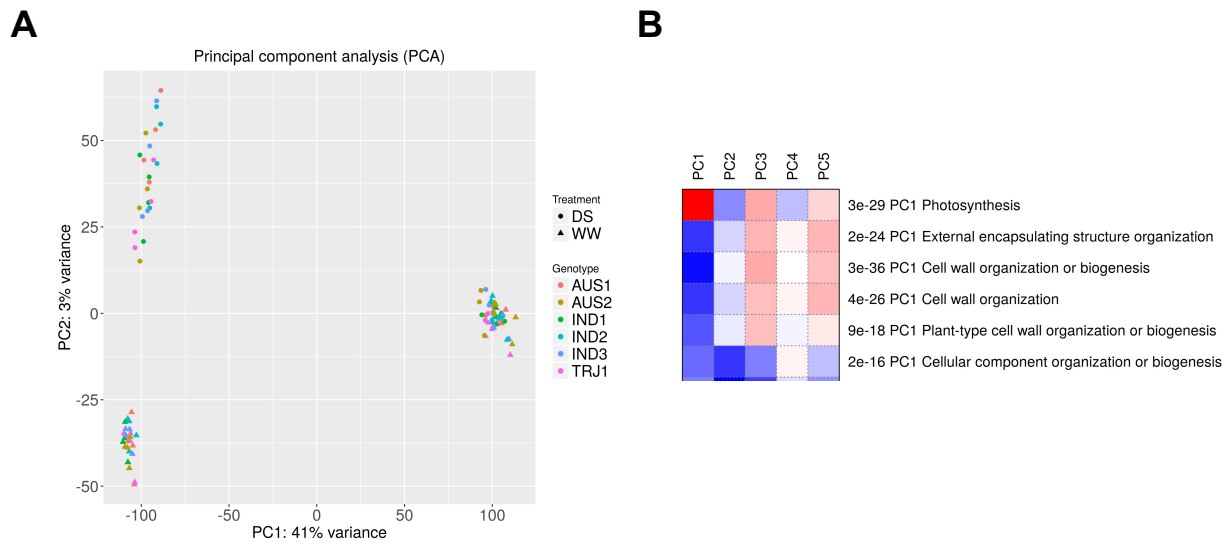 A
Principal component analysis (PCA)
50
25
0
-25
-50
PC2: 3% variance
-100
-50
0
50
100
PC1: 41% variance
Treatment
DS
WW
Genotype
AUS1
AUS2
IND1
IND2
IND3
TRJ1
B
PC1
PC2
PC3
PC4
PC5
3e-29 PC1 Photosynthesis
2e-24 PC1 External encapsulating structure organization
3e-36 PC1 Cell wall organization or biogenesis
4e-26 PC1 Cell wall organization
9e-18 PC1 Plant-type cell wall organization or biogenesis
2e-16 PC1 Cellular component organization or biogenesis